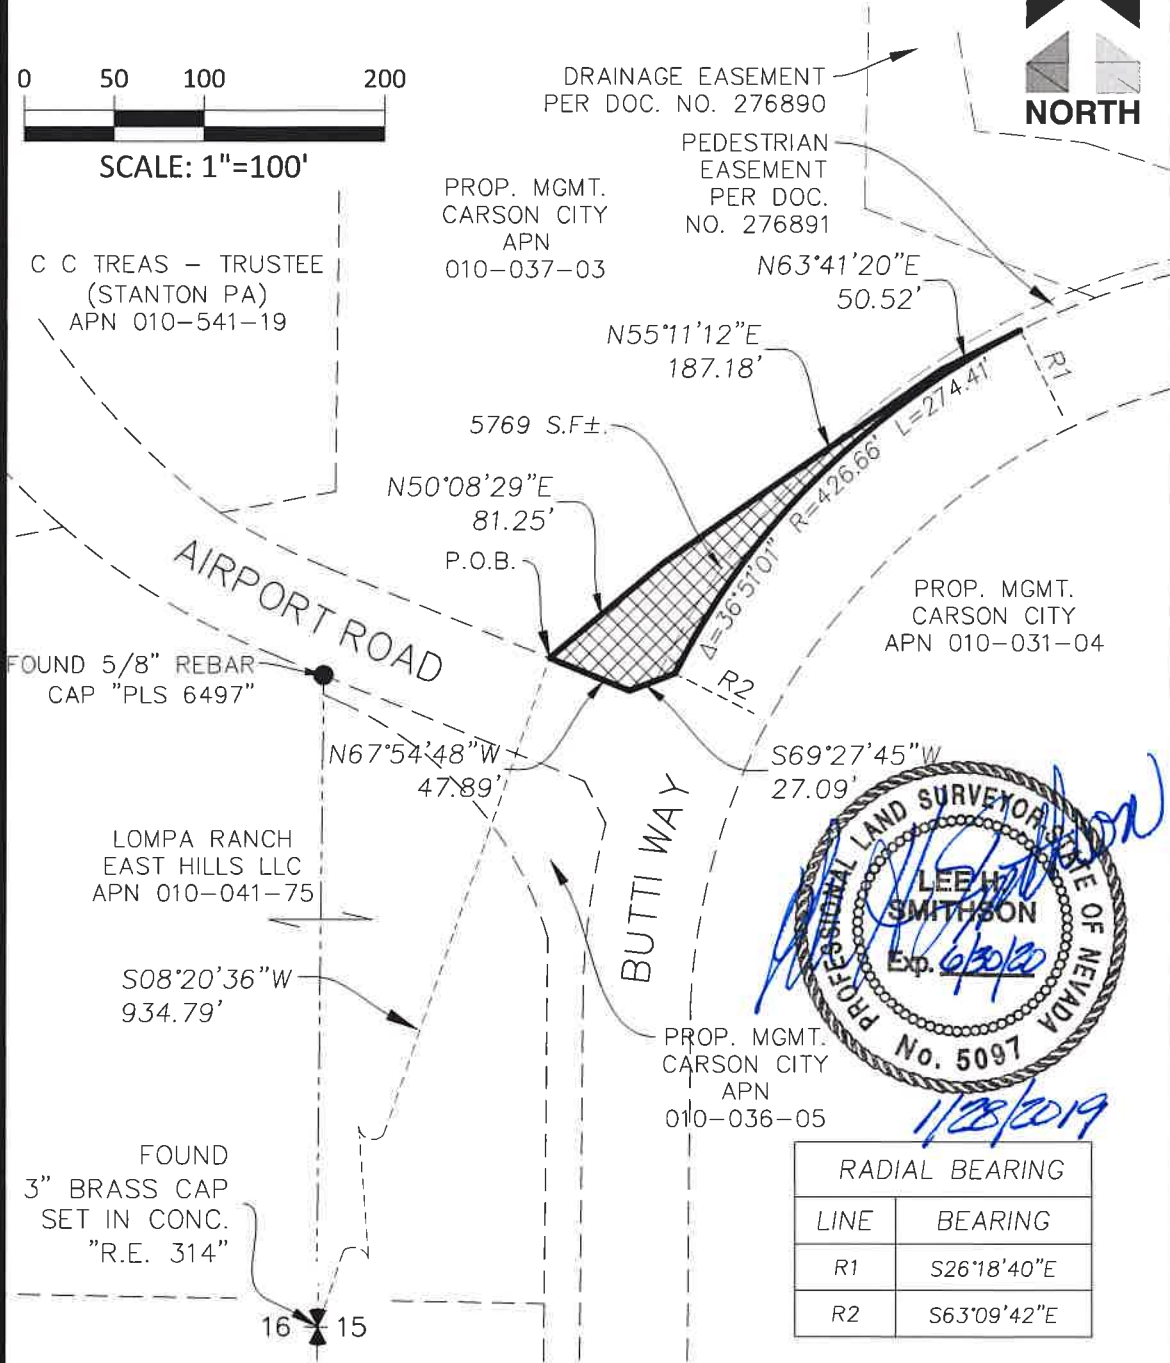 0 50 100 200
SCALE: 1"=100'
NORTH
DRAINAGE EASEMENT
PER DOC. NO. 276890
PEDESTRIAN
EASEMENT
PER DOC.
NO. 276891
PROP. MGMT.
CARSON CITY
APN
010-037-03
C C TREAS - TRUSTEE
(STANTON PA)
APN 010-541-19
N63°41'20"E
50.52'
N55°11'12"E
187.18'
R1
L=274.41'
R=426.66'
Δ=36°51'01"
5769 S.F±.
N50°08'29"E
81.25'
P.O.B.
AIRPORT ROAD
PROP. MGMT.
CARSON CITY
APN 010-031-04
FOUND 5/8" REBAR
CAP "PLS 6497"
R2
N67°54'48"W
47.89'
S69°27'45"W
27.09'
BUTTI WAY
LOMPA RANCH
EAST HILLS LLC
APN 010-041-75
S08°20'36"W
934.79'
PROP. MGMT.
CARSON CITY
APN
010-036-05
PROFESSIONAL LAND SURVEYOR-STATE OF NEVADA
LEE H.
SMITHSON
Exp. 6/30/20
No. 5097
1/28/2019
FOUND
3" BRASS CAP
SET IN CONC.
"R.E. 314"
16 15
RADIAL BEARING
LINE BEARING
R1 S26°18'40"E
R2 S63°09'42"E